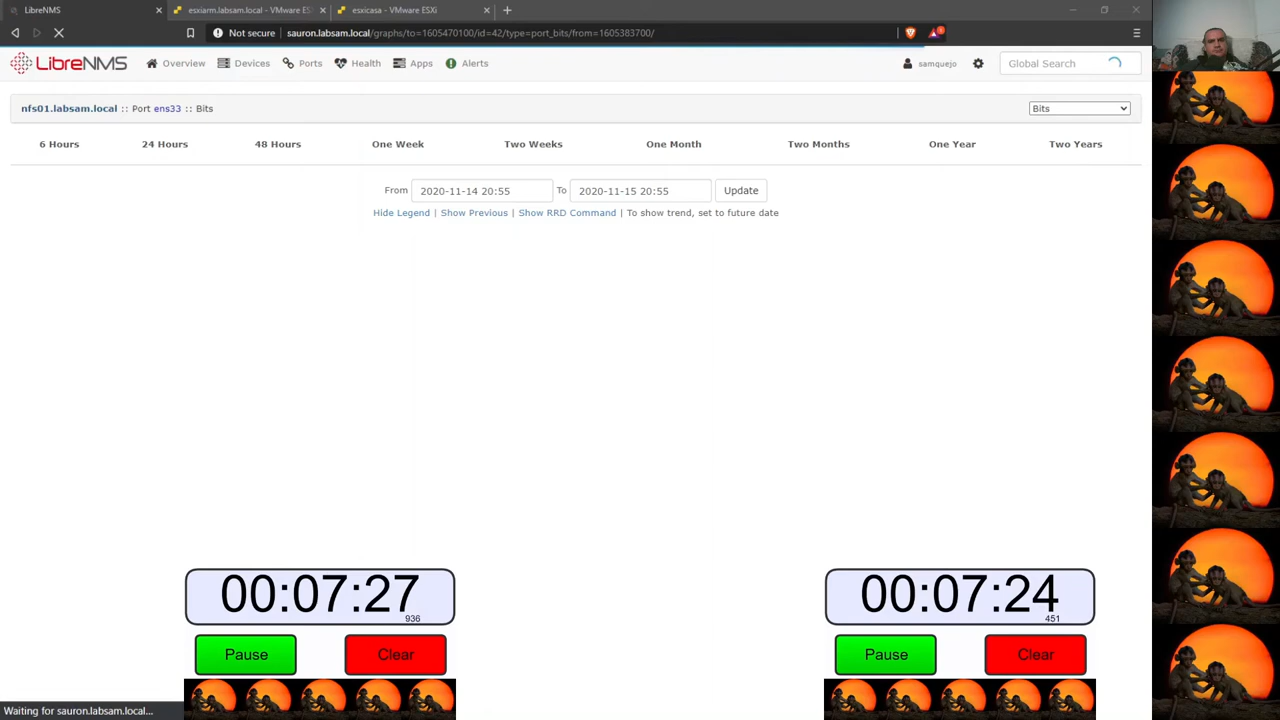 LibreNMS
esxiarm.labsam.local - VMware ES
esxicasa - VMware ESXi
Not secure
sauron.labsam.local/graphs/to=1605470100/id=42/type=port_bits/from=1605383700/
LibreNMS
Overview
Devices
Ports
Health
Apps
Alerts
samquejo
Global Search
nfs01.labsam.local :: Port ens33 :: Bits
Bits
6 Hours
24 Hours
48 Hours
One Week
Two Weeks
One Month
Two Months
One Year
Two Years
From 2020-11-14 20:55 To 2020-11-15 20:55 Update
Hide Legend | Show Previous | Show RRD Command | To show trend, set to future date
00:07:27
936
Pause
Clear
00:07:24
451
Pause
Clear
Waiting for sauron.labsam.local...